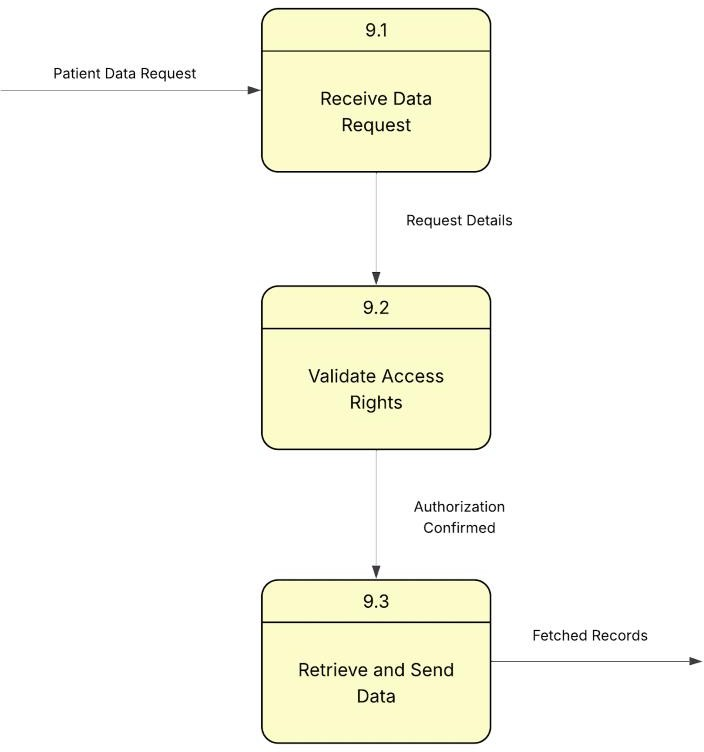 9.1
Patient Data Request
Receive Data
Request
Request Details
9.2
Validate Access
Rights
Authorization
Confirmed
9.3
Fetched Records
Retrieve and Send
Data